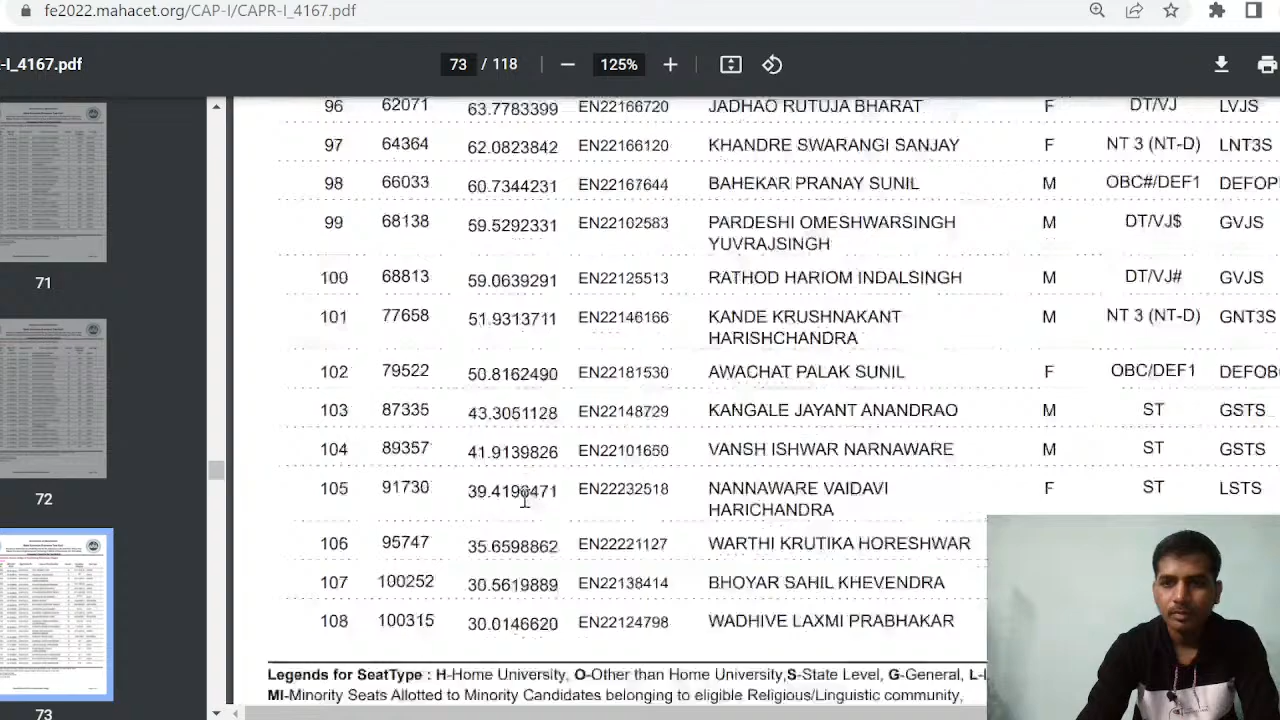 fe2022.mahacet.org/CAP-I/CAPR-I_4167.pdf
-I_4167.pdf
73 / 118
125%
96 62071 63.7783399 EN22166720 JADHAO RUTUJA BHARAT F DT/VJ LVJS
97 64364 62.0823842 EN22166120 KHANDRE SWARANGI SANJAY F NT 3 (NT-D) LNT3S
98 66033 60.7344231 EN22167644 BAHEKAR PRANAY SUNIL M OBC#/DEF1 DEFOP
99 68138 59.5292331 EN22102583 PARDESHI OMESHWARSINGH M DT/VJ$ GVJS
YUVRAJSINGH
100 68813 59.0639291 EN22125513 RATHOD HARIOM INDALSINGH M DT/VJ# GVJS
101 77658 51.9313711 EN22146166 KANDE KRUSHNAKANT M NT 3 (NT-D) GNT3S
HARISHCHANDRA
102 79522 50.8162490 EN22181530 AWACHAT PALAK SUNIL F OBC/DEF1 DEFOB
103 87335 43.3051128 EN22148729 KANGALE JAYANT ANANDRAO M ST GSTS
104 89357 41.9139826 EN22101650 VANSH ISHWAR NARNAWARE M ST GSTS
105 91730 EN22232518 NANNAWARE VAIDAVI F ST LSTS
HARICHANDRA
106 95747 35.6598862 EN22221127 WARTHI KRUTIKA HORESHWAR
107 100252 30.5619889 EN22138414 BHOYAR SAHIL KHEVENDRA
108 100315 30.0146620 EN22124798 WADHIVE LAXMI PRABHAKAR
Legends for SeatType : H-Home University, O-Other than Home University,S-State Level, G-General, L-
MI-Minority Seats Allotted to Minority Candidates belonging to eligible Religious/Linguistic community,
71
72
73